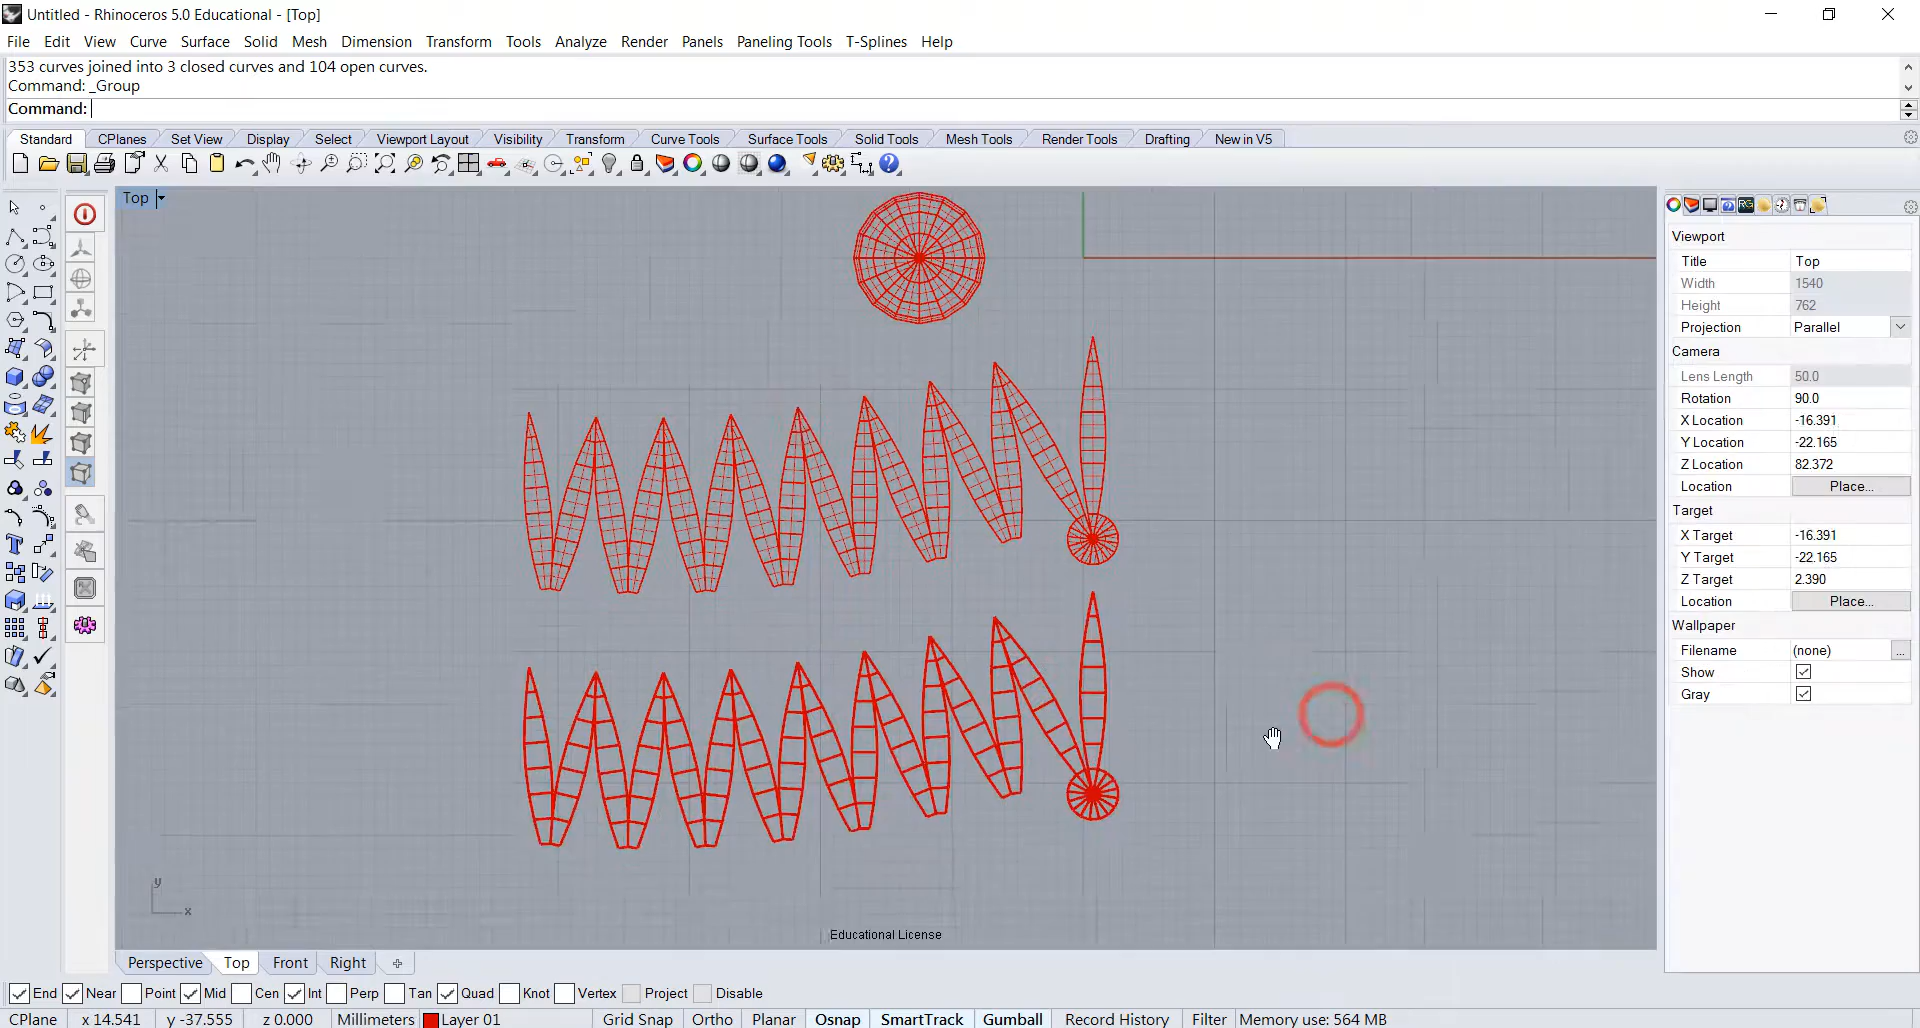 Untitled - Rhinoceros 5.0 Educational - [Top]
File Edit View Curve Surface Solid Mesh Dimension Transform Tools Analyze Render Panels Paneling Tools T-Splines Help
353 curves joined into 3 closed curves and 104 open curves.
Command: _Group
Command:
Standard CPlanes Set View Display Select Viewport Layout Visibility Transform Curve Tools Surface Tools Solid Tools Mesh Tools Render Tools Drafting New in V5
Top
Viewport
Title Top
Width 1540
Height 762
Projection Parallel
Camera
Lens Length 50.0
Rotation 90.0
X Location -16.391
Y Location -22.165
Z Location 82.372
Location Place...
Target
X Target -16.391
Y Target -22.165
Z Target 2.390
Location Place...
Wallpaper
Filename (none) ...
Show
Gray
y
x
Educational License
Perspective Top Front Right
End Near Point Mid Cen Int Perp Tan Quad Knot Vertex Project Disable
CPlane x 14.541 y -37.555 z 0.000 Millimeters Layer 01 Grid Snap Ortho Planar Osnap SmartTrack Gumball Record History Filter Memory use: 564 MB